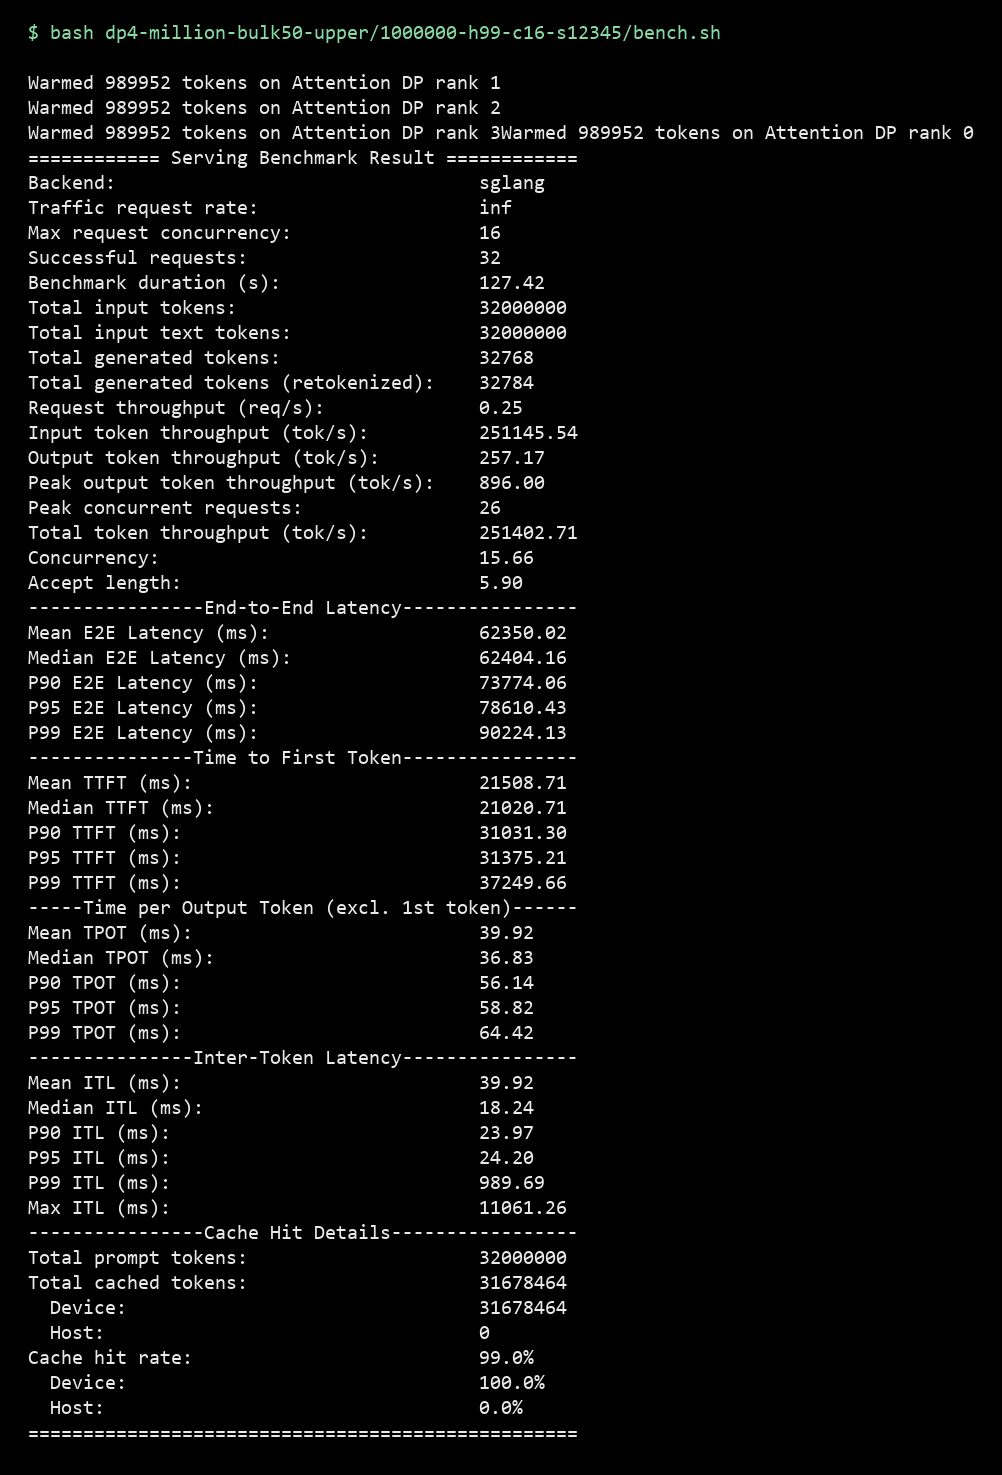 $ bash dp4-million-bulk50-upper/1000000-h99-c16-s12345/bench.sh
Warmed 989952 tokens on Attention DP rank 1
Warmed 989952 tokens on Attention DP rank 2
Warmed 989952 tokens on Attention DP rank 3Warmed 989952 tokens on Attention DP rank 0
============ Serving Benchmark Result ============
Backend:                                 sglang
Traffic request rate:                    inf
Max request concurrency:                 16
Successful requests:                     32
Benchmark duration (s):                  127.42
Total input tokens:                      32000000
Total input text tokens:                 32000000
Total generated tokens:                  32768
Total generated tokens (retokenized):    32784
Request throughput (req/s):              0.25
Input token throughput (tok/s):          251145.54
Output token throughput (tok/s):         257.17
Peak output token throughput (tok/s):    896.00
Peak concurrent requests:                26
Total token throughput (tok/s):          251402.71
Concurrency:                             15.66
Accept length:                           5.90
----------------End-to-End Latency----------------
Mean E2E Latency (ms):                   62350.02
Median E2E Latency (ms):                 62404.16
P90 E2E Latency (ms):                    73774.06
P95 E2E Latency (ms):                    78610.43
P99 E2E Latency (ms):                    90224.13
---------------Time to First Token----------------
Mean TTFT (ms):                          21508.71
Median TTFT (ms):                        21020.71
P90 TTFT (ms):                           31031.30
P95 TTFT (ms):                           31375.21
P99 TTFT (ms):                           37249.66
-----Time per Output Token (excl. 1st token)------
Mean TPOT (ms):                          39.92
Median TPOT (ms):                        36.83
P90 TPOT (ms):                           56.14
P95 TPOT (ms):                           58.82
P99 TPOT (ms):                           64.42
---------------Inter-Token Latency----------------
Mean ITL (ms):                           39.92
Median ITL (ms):                         18.24
P90 ITL (ms):                            23.97
P95 ITL (ms):                            24.20
P99 ITL (ms):                            989.69
Max ITL (ms):                            11061.26
----------------Cache Hit Details-----------------
Total prompt tokens:                     32000000
Total cached tokens:                     31678464
  Device:                                31678464
  Host:                                  0
Cache hit rate:                          99.0%
  Device:                                100.0%
  Host:                                  0.0%
==================================================